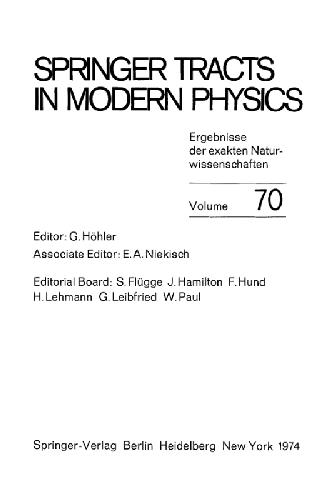 SPRINGER TRACTS
IN MODERN PHYSICS
Ergebnisse
der exakten Natur-
wissenschaften
Volume 70
Editor: G. Höhler
Associate Editor: E. A. Niekisch
Editorial Board: S. Flügge J. Hamilton F. Hund
H. Lehmann G. Leibfried W. Paul
Springer-Verlag Berlin Heidelberg New York 1974